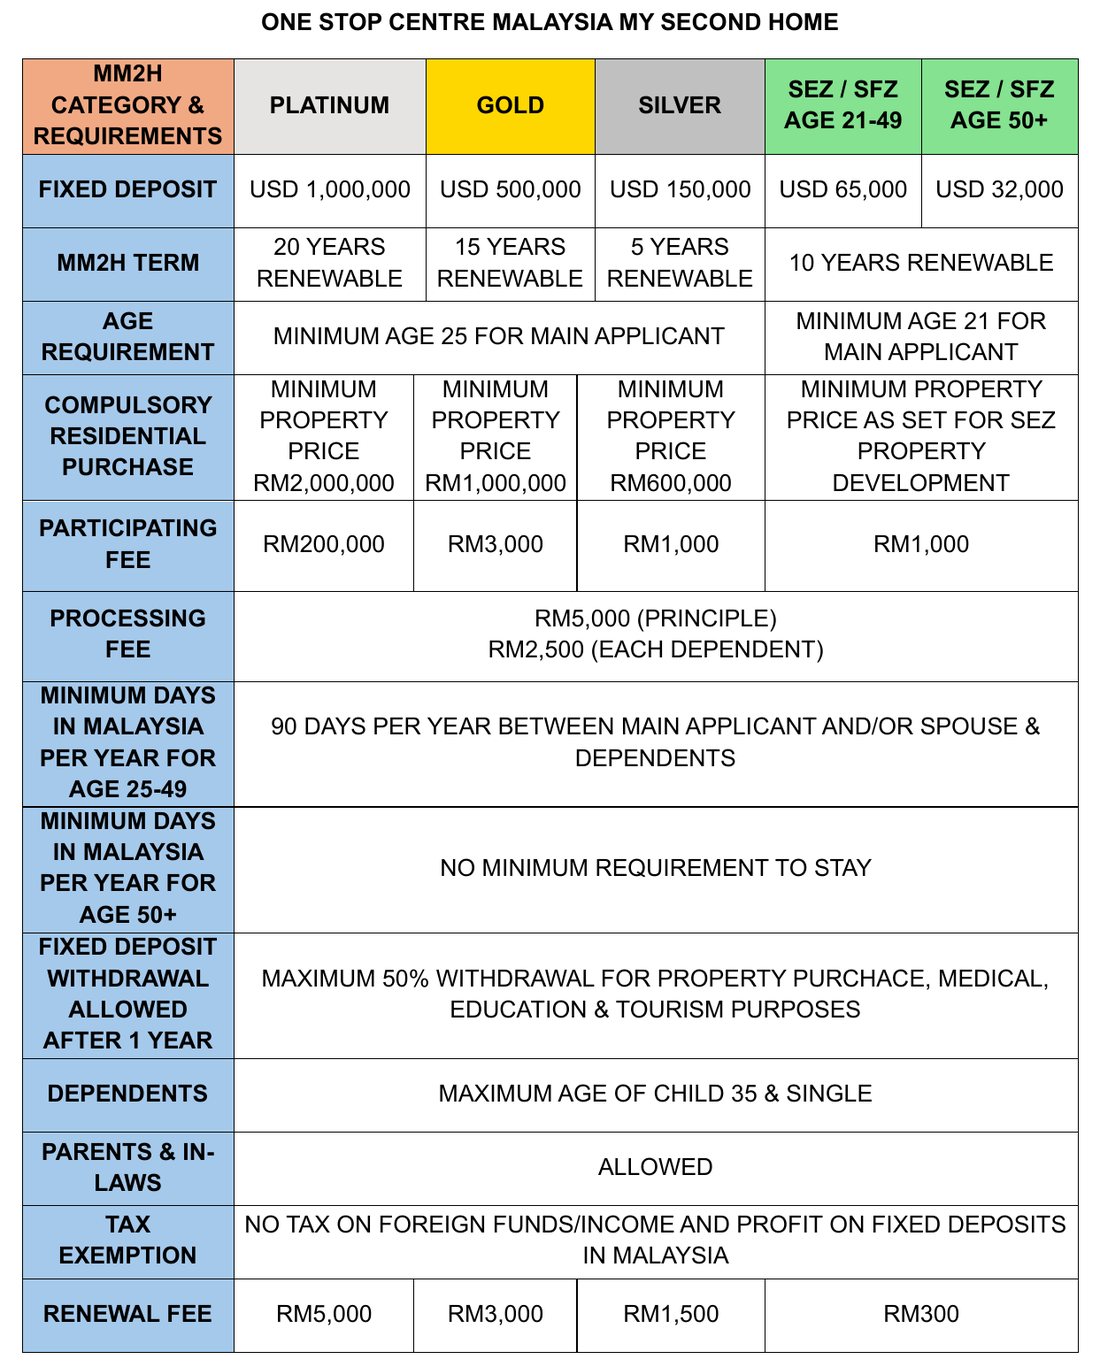 ONE STOP CENTRE MALAYSIA MY SECOND HOME
MM2H
CATEGORY &
REQUIREMENTS
PLATINUM
GOLD
SILVER
SEZ / SFZ
AGE 21-49
SEZ / SFZ
AGE 50+
FIXED DEPOSIT
USD 1,000,000
USD 500,000
USD 150,000
USD 65,000
USD 32,000
MM2H TERM
20 YEARS
RENEWABLE
15 YEARS
RENEWABLE
5 YEARS
RENEWABLE
10 YEARS RENEWABLE
AGE
REQUIREMENT
MINIMUM AGE 25 FOR MAIN APPLICANT
MINIMUM AGE 21 FOR
MAIN APPLICANT
COMPULSORY
RESIDENTIAL
PURCHASE
MINIMUM
PROPERTY
PRICE
RM2,000,000
MINIMUM
PROPERTY
PRICE
RM1,000,000
MINIMUM
PROPERTY
PRICE
RM600,000
MINIMUM PROPERTY
PRICE AS SET FOR SEZ
PROPERTY
DEVELOPMENT
PARTICIPATING
FEE
RM200,000
RM3,000
RM1,000
RM1,000
PROCESSING
FEE
RM5,000 (PRINCIPLE)
RM2,500 (EACH DEPENDENT)
MINIMUM DAYS
IN MALAYSIA
PER YEAR FOR
AGE 25-49
90 DAYS PER YEAR BETWEEN MAIN APPLICANT AND/OR SPOUSE &
DEPENDENTS
MINIMUM DAYS
IN MALAYSIA
PER YEAR FOR
AGE 50+
NO MINIMUM REQUIREMENT TO STAY
FIXED DEPOSIT
WITHDRAWAL
ALLOWED
AFTER 1 YEAR
MAXIMUM 50% WITHDRAWAL FOR PROPERTY PURCHACE, MEDICAL,
EDUCATION & TOURISM PURPOSES
DEPENDENTS
MAXIMUM AGE OF CHILD 35 & SINGLE
PARENTS & IN-
LAWS
ALLOWED
TAX
EXEMPTION
NO TAX ON FOREIGN FUNDS/INCOME AND PROFIT ON FIXED DEPOSITS
IN MALAYSIA
RENEWAL FEE
RM5,000
RM3,000
RM1,500
RM300